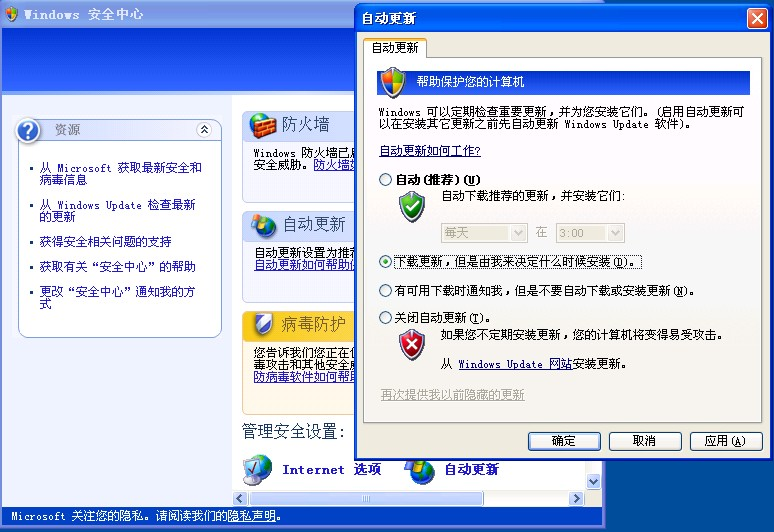 Windows 安全中心
资源
从 Microsoft 获取最新安全和
病毒信息
从 Windows Update 检查最新
的更新
获得安全相关问题的支持
获取有关“安全中心”的帮助
更改“安全中心”通知我的方
式
防火墙
Windows 防火墙已
安全威胁。防火墙
自动更新
自动更新设置为推荐
自动更新如何帮助
病毒防护
您告诉我们您正在
毒攻击和其他安全
防病毒软件如何帮
管理安全设置:
Internet 选项
自动更新
Microsoft 关注您的隐私。请阅读我们的隐私声明。
自动更新
自动更新
帮助保护您的计算机
Windows 可以定期检查重要更新,并为您安装它们。(启用自动更新可
以在安装其它更新之前先自动更新 Windows Update 软件)。
自动更新如何工作?
自动(推荐)(U)
自动下载推荐的更新,并安装它们:
每天 在 3:00
下载更新,但是由我来决定什么时候安装(D)。
有可用下载时通知我,但是不要自动下载或安装更新(N)。
关闭自动更新(T)。
如果您不定期安装更新,您的计算机将变得易受攻击。
从 Windows Update 网站安装更新。
再次提供我以前隐藏的更新
确定 取消 应用(A)